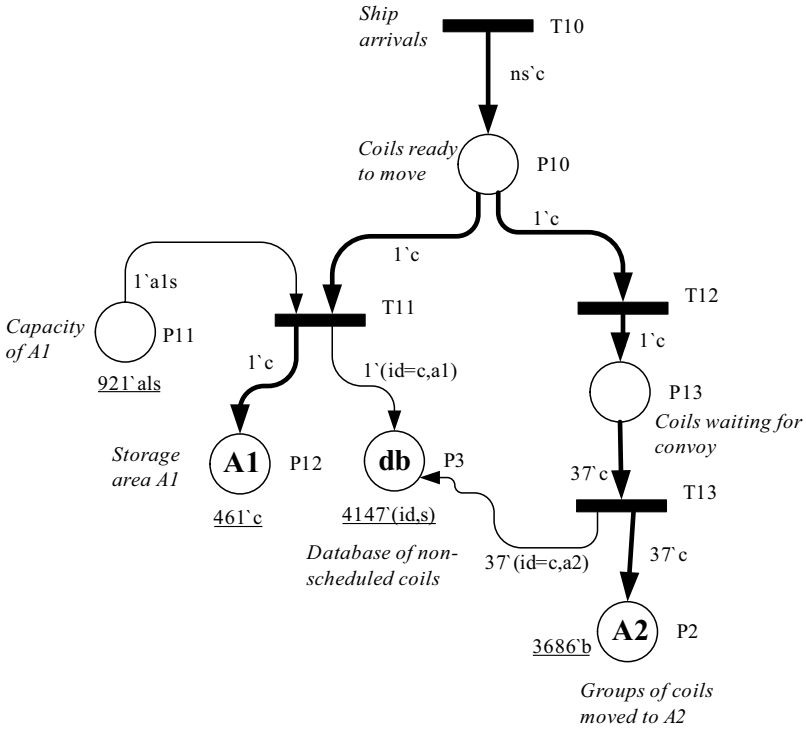 Ship
arrivals
T10
ns`c
Coils ready
to move
P10
1`c
1`c
1`a1s
T11
T12
Capacity
of A1
P11
921`als
1`c
1`(id=c,a1)
1`c
P13
Coils waiting for
convoy
Storage
area A1
A1
P12
db
P3
37`c
T13
461`c
4147`(id,s)
Database of non-
scheduled coils
37`(id=c,a2)
37`c
A2
P2
3686`b
Groups of coils
moved to A2